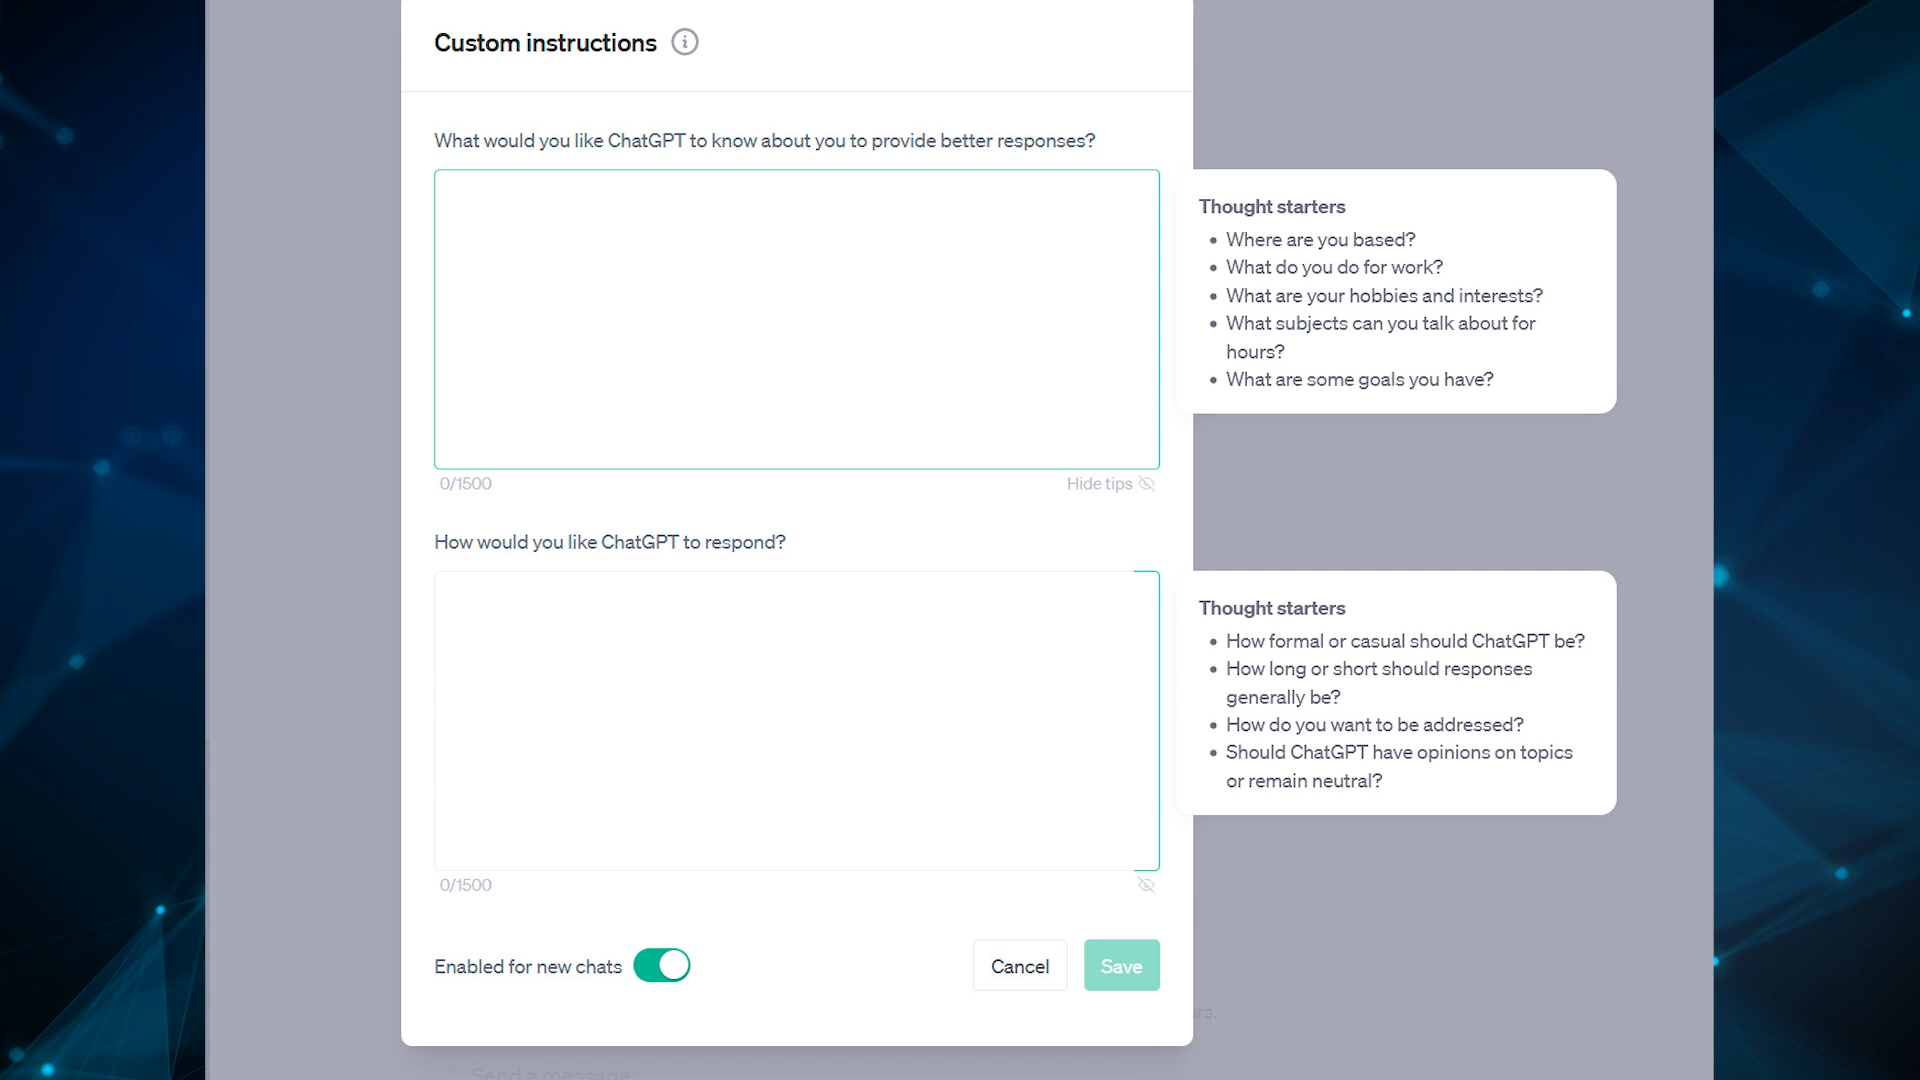 Custom instructions
What would you like ChatGPT to know about you to provide better responses?
Thought starters
Where are you based?
What do you do for work?
What are your hobbies and interests?
What subjects can you talk about for
hours?
What are some goals you have?
0/1500
Hide tips
How would you like ChatGPT to respond?
Thought starters
How formal or casual should ChatGPT be?
How long or short should responses
generally be?
How do you want to be addressed?
Should ChatGPT have opinions on topics
or remain neutral?
0/1500
Enabled for new chats
Cancel
Save
Send a message